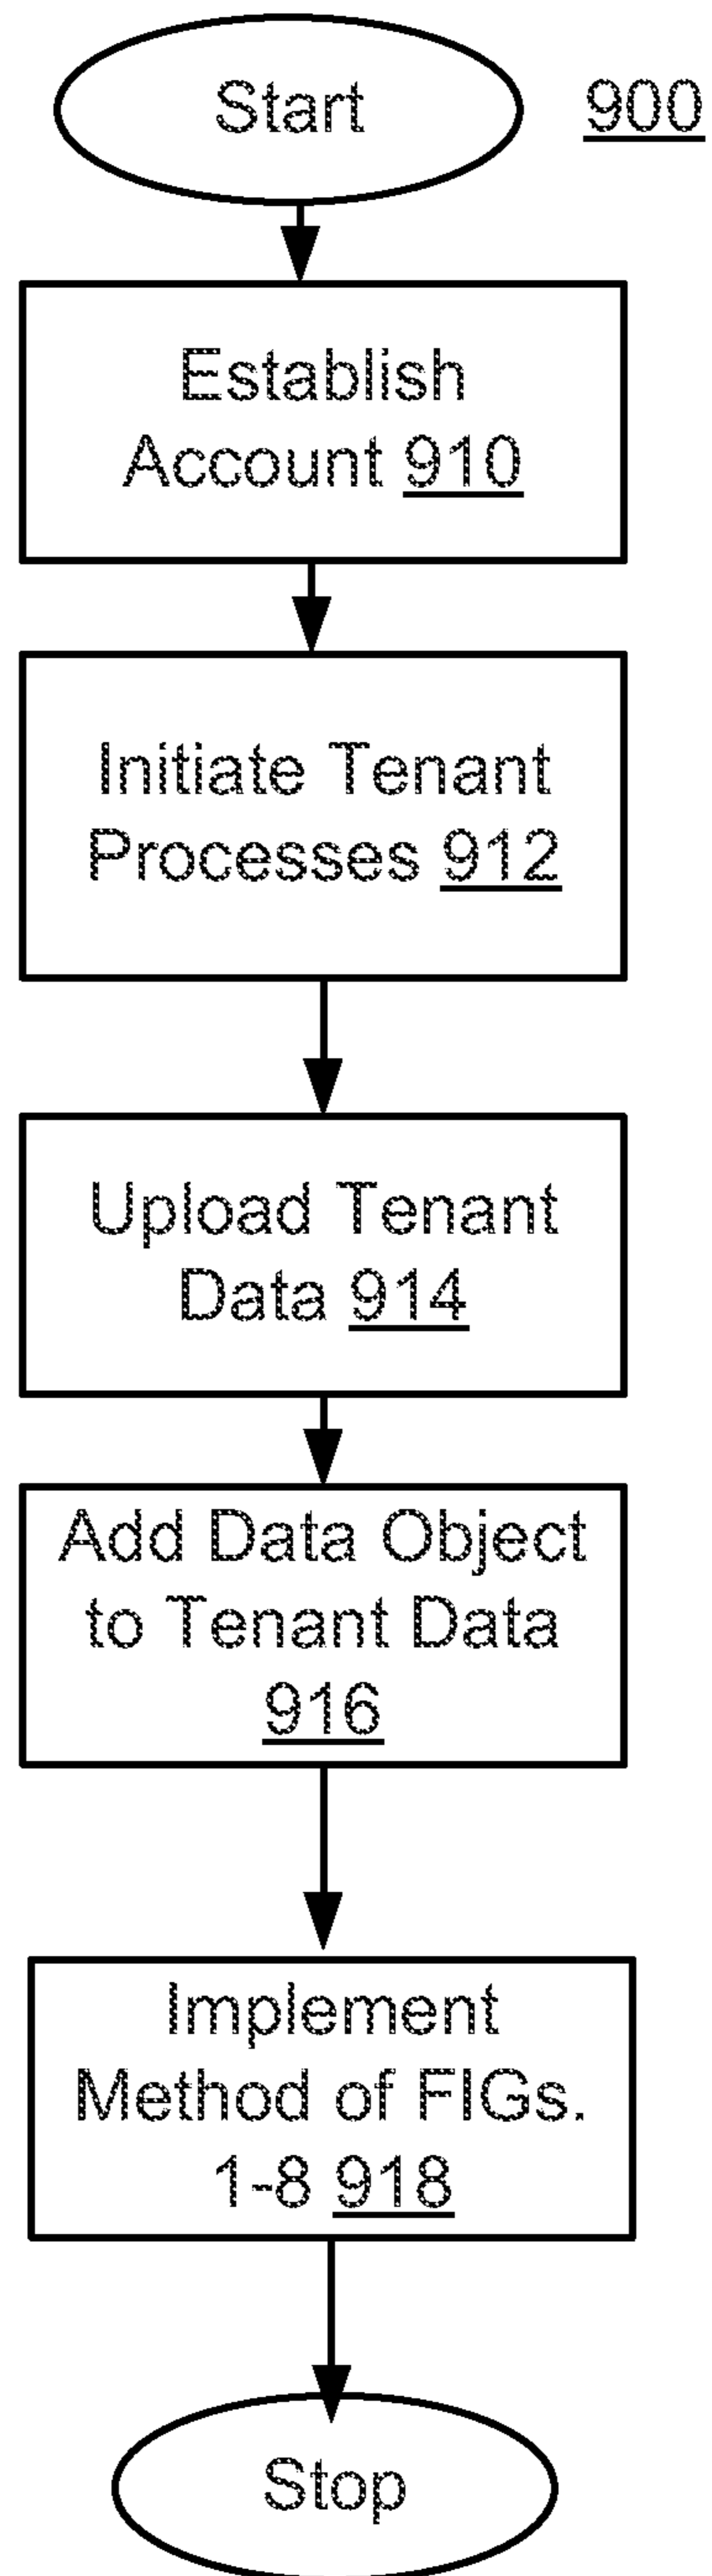 Start
900
Establish
Account 910
Initiate Tenant
Processes 912
Upload Tenant
Data 914
Add Data Object
to Tenant Data
916
Implement
Method of FIGs.
1-8 918
Stop